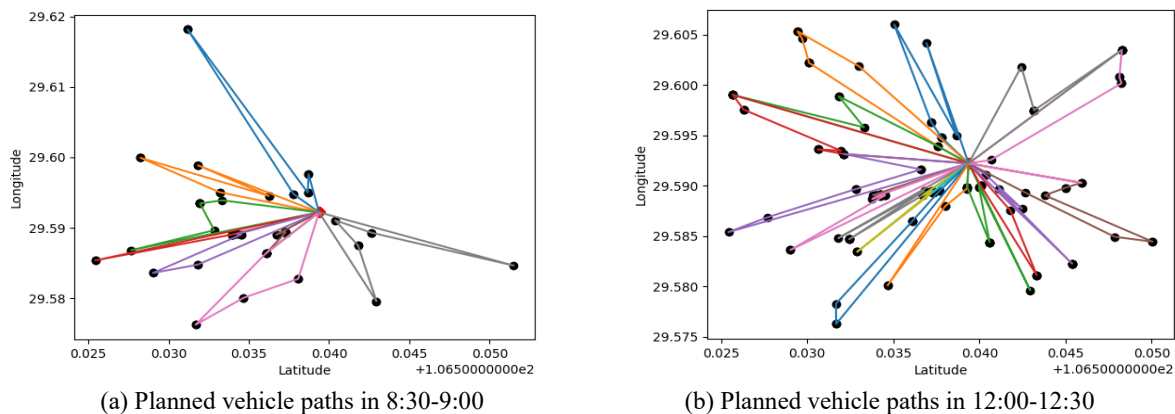 29.62
29.61
29.60
29.59
29.58
Longitude
0.025 0.030 0.035 0.040 0.045 0.050
Latitude
+1.0650000000e2
(a) Planned vehicle paths in 8:30-9:00
29.605
29.600
29.595
29.590
29.585
29.580
29.575
Longitude
0.025 0.030 0.035 0.040 0.045 0.050
Latitude
+1.0650000000e2
(b) Planned vehicle paths in 12:00-12:30